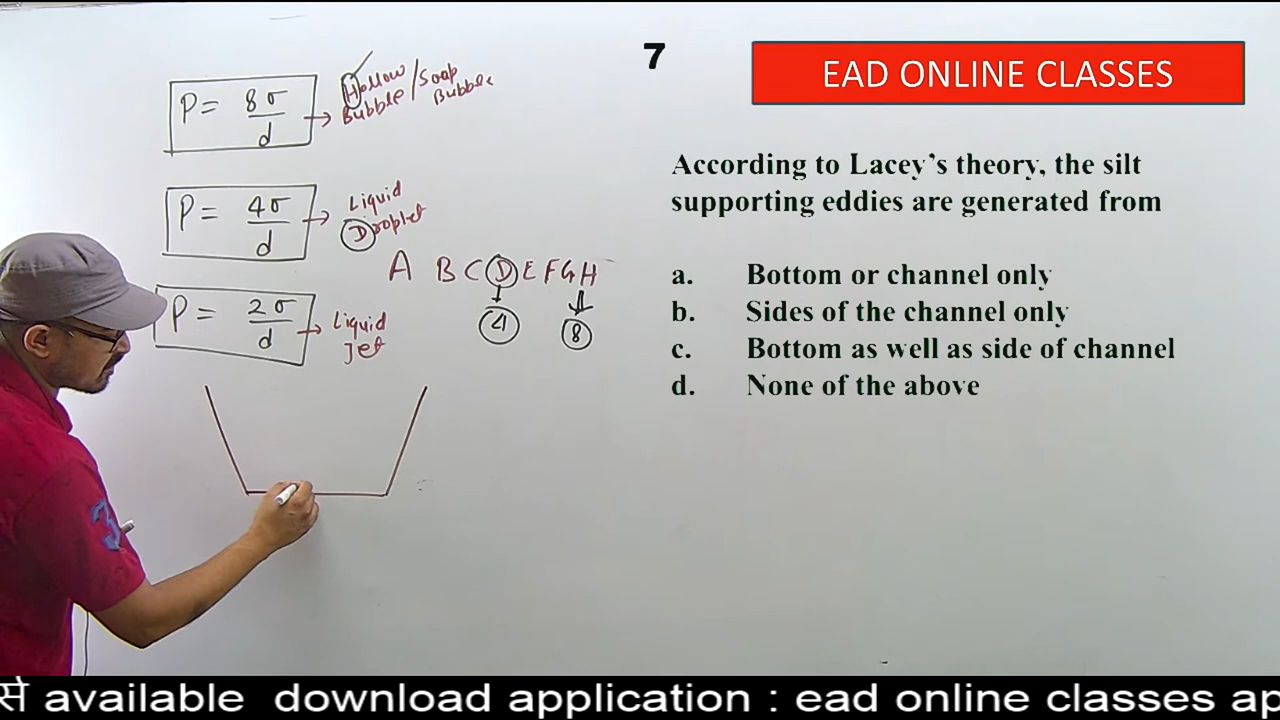 P = 8σ/d → Hollow Bubble / Soap Bubble
P = 4σ/d → Liquid Droplet
P = 2σ/d → Liquid Jet
A B C D E F G H
4 8
7
EAD ONLINE CLASSES
According to Lacey’s theory, the silt
supporting eddies are generated from
a. Bottom or channel only
b. Sides of the channel only
c. Bottom as well as side of channel
d. None of the above
3
से available download application : ead online classes ap